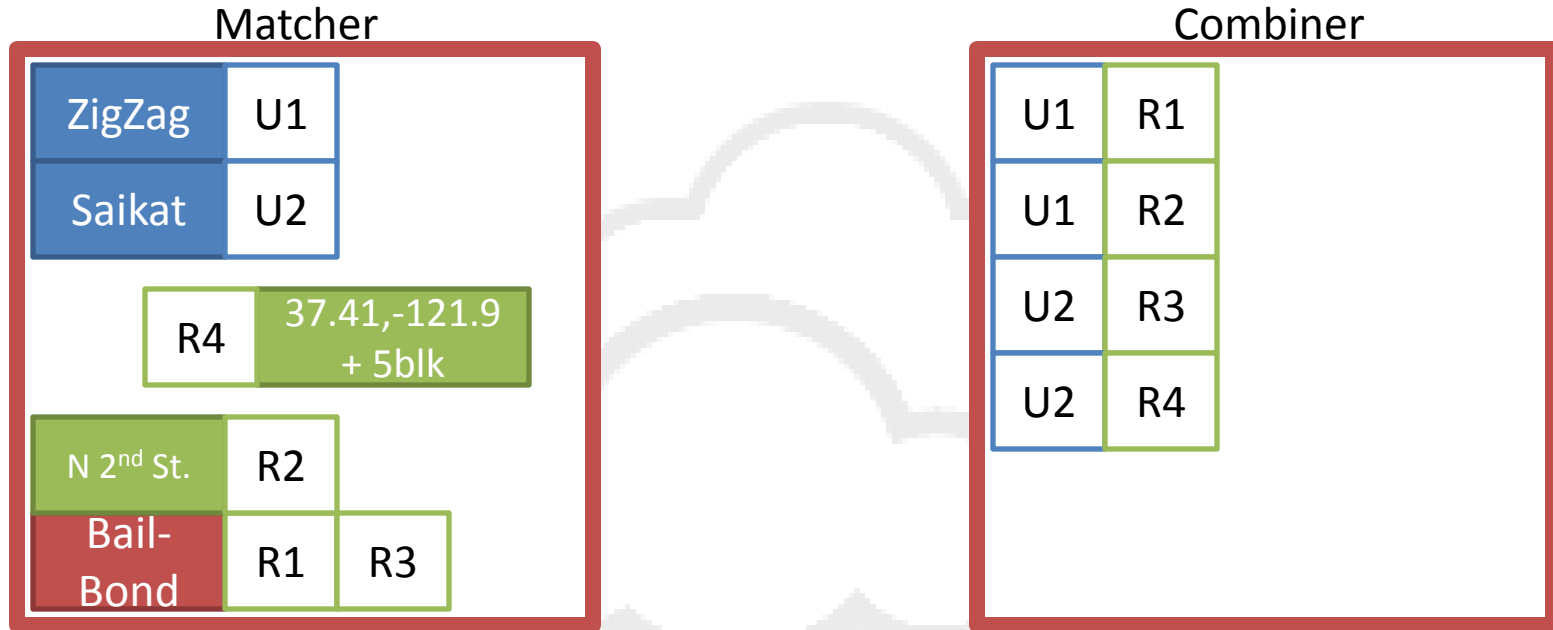 Matcher
ZigZag U1
Saikat U2
R4 37.41,-121.9
+ 5blk
N 2nd St. R2
Bail-
Bond R1 R3
Combiner
U1 R1
U1 R2
U2 R3
U2 R4